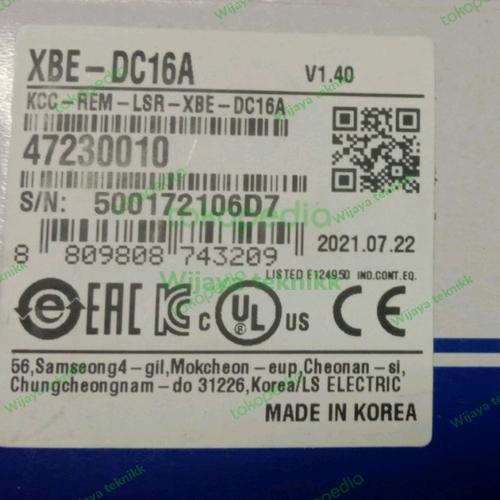 XBE-DC16A V1.40
KCC-REM-LSR-XBE-DC16A
47230010
S/N: 500172106D7
8 809808 743209 2021.07.22
LISTED E124950 IND.CONT.EQ.
EAC C UL US CE
56,Samseong4-gil,Mokcheon-eup,Cheonan-si,
Chungcheongnam-do 31226,Korea/LS ELECTRIC
MADE IN KOREA
tokopedia
Wijaya teknikk